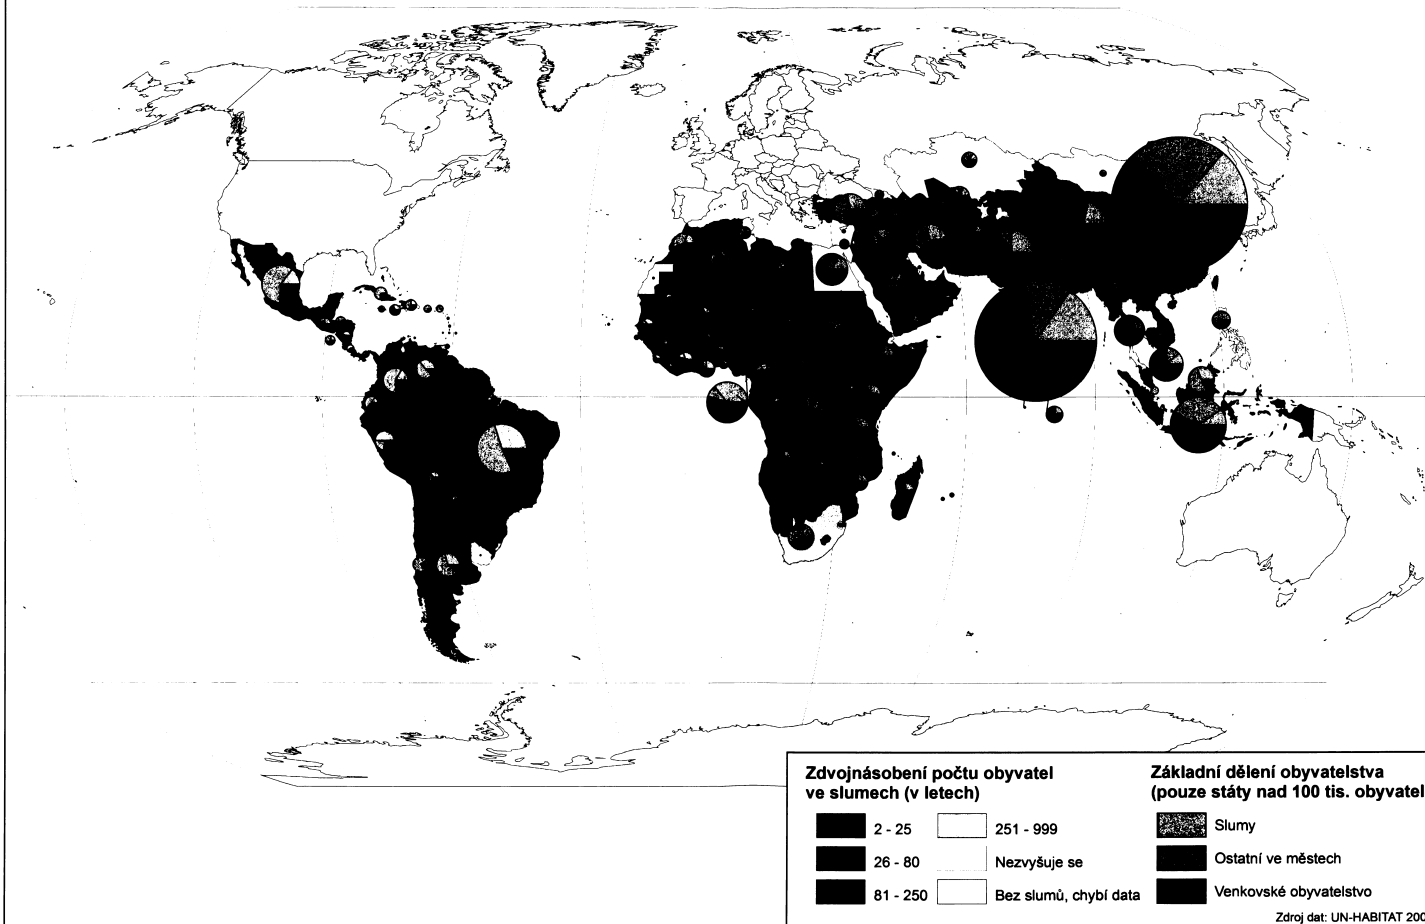 Zdvojnásobení počtu obyvatel
ve slumech (v letech)
2 - 25
251 - 999
26 - 80
Nezvyšuje se
81 - 250
Bez slumů, chybí data
Základní dělení obyvatelstva
(pouze státy nad 100 tis. obyvatel
Slumy
Ostatní ve městech
Venkovské obyvatelstvo
Zdroj dat: UN-HABITAT 200